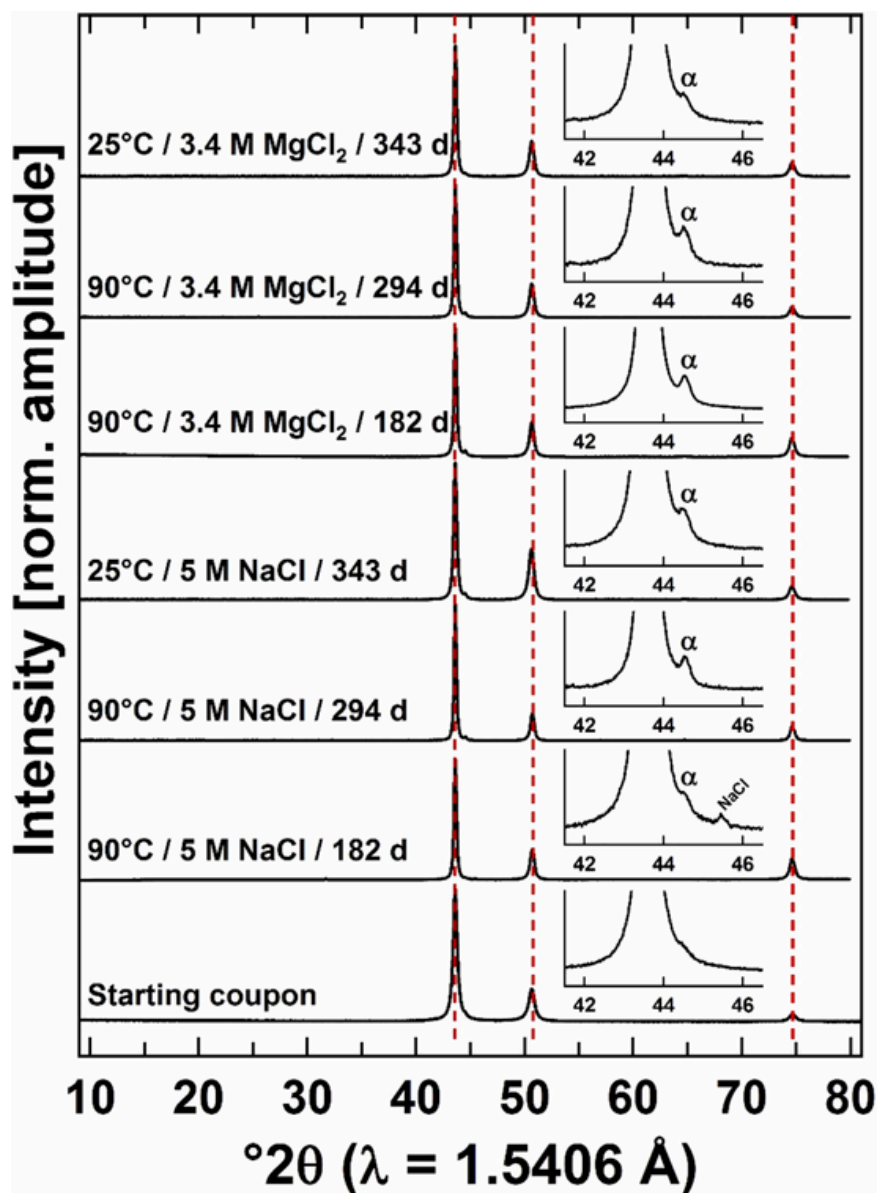 Intensity [norm. amplitude]
25°C / 3.4 M MgCl₂ / 343 d
α
42 44 46
90°C / 3.4 M MgCl₂ / 294 d
α
42 44 46
90°C / 3.4 M MgCl₂ / 182 d
α
42 44 46
25°C / 5 M NaCl / 343 d
α
42 44 46
90°C / 5 M NaCl / 294 d
α
42 44 46
90°C / 5 M NaCl / 182 d
α NaCl
42 44 46
Starting coupon
42 44 46
10 20 30 40 50 60 70 80
°2θ (λ = 1.5406 Å)